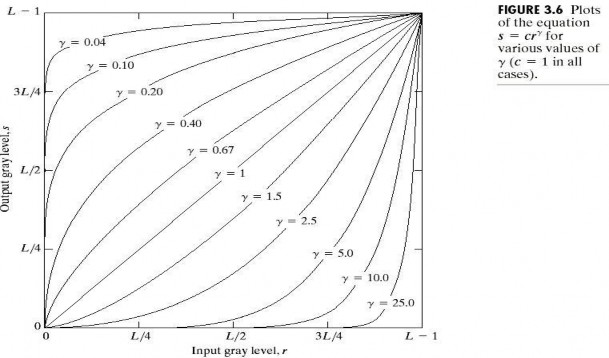 L − 1
γ = 0.04
γ = 0.10
3L/4
γ = 0.20
γ = 0.40
γ = 0.67
L/2
γ = 1
γ = 1.5
γ = 2.5
L/4
γ = 5.0
γ = 10.0
γ = 25.0
0
0
L/4
L/2
3L/4
L − 1
Output gray level, s
Input gray level, r
FIGURE 3.6 Plots
of the equation
s = crᵞ for
various values of
γ (c = 1 in all
cases).